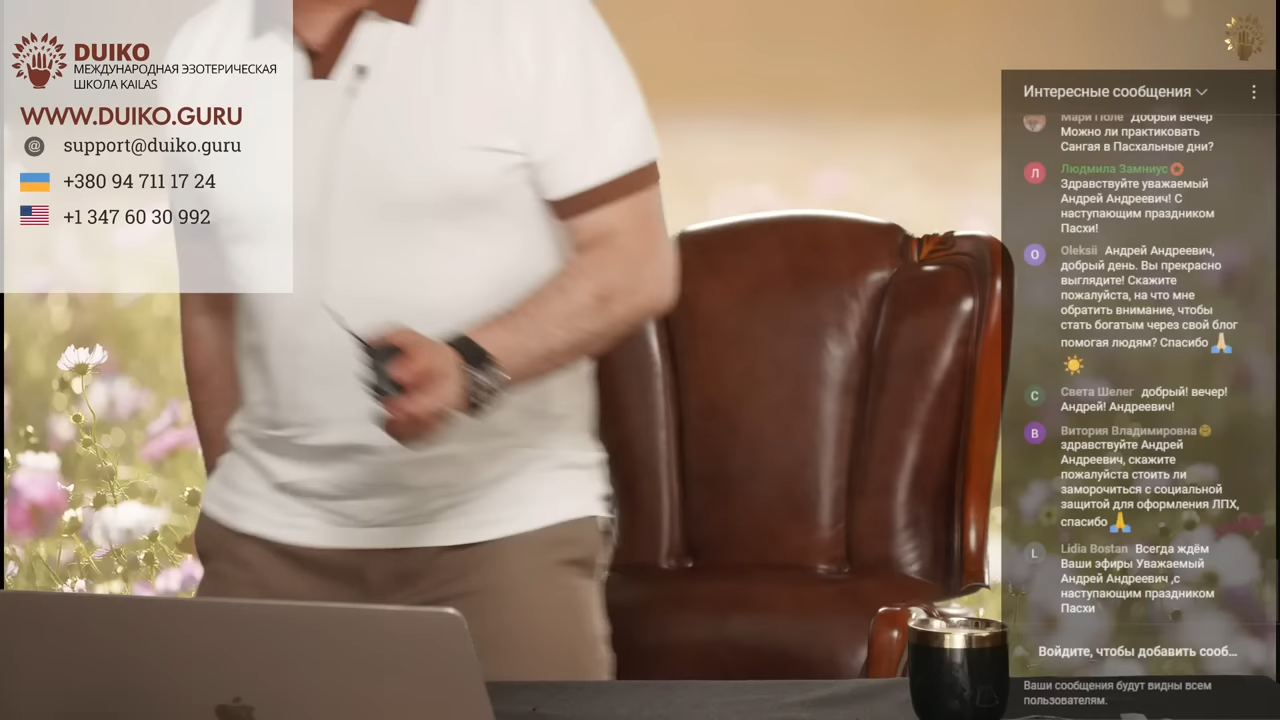 DUIKO
МЕЖДУНАРОДНАЯ ЭЗОТЕРИЧЕСКАЯ
ШКОЛА KAILAS
WWW.DUIKO.GURU
@ support@duiko.guru
+380 94 711 17 24
+1 347 60 30 992
Интересные сообщения
Мари Поле Добрый вечер
Можно ли практиковать
Сангая в Пасхальные дни?
Л Людмила Замниус
Здравствуйте уважаемый
Андрей Андреевич! С
наступающим праздником
Пасхи!
O Oleksii Андрей Андреевич,
добрый день. Вы прекрасно
выглядите! Скажите
пожалуйста, на что мне
обратить внимание, чтобы
стать богатым через свой блог
помогая людям? Спасибо 🙏
☀️
С Света Шелег добрый! вечер!
Андрей! Андреевич!
В Витория Владимировна
здравствуйте Андрей
Андреевич, скажите
пожалуйста стоить ли
заморочиться с социальной
защитой для оформления ЛПХ,
спасибо 🙏
L Lidia Bostan Всегда ждём
Ваши эфиры Уважаемый
Андрей Андреевич ,с
наступающим праздником
Пасхи
Войдите, чтобы добавить сооб...
Ваши сообщения будут видны всем
пользователям.